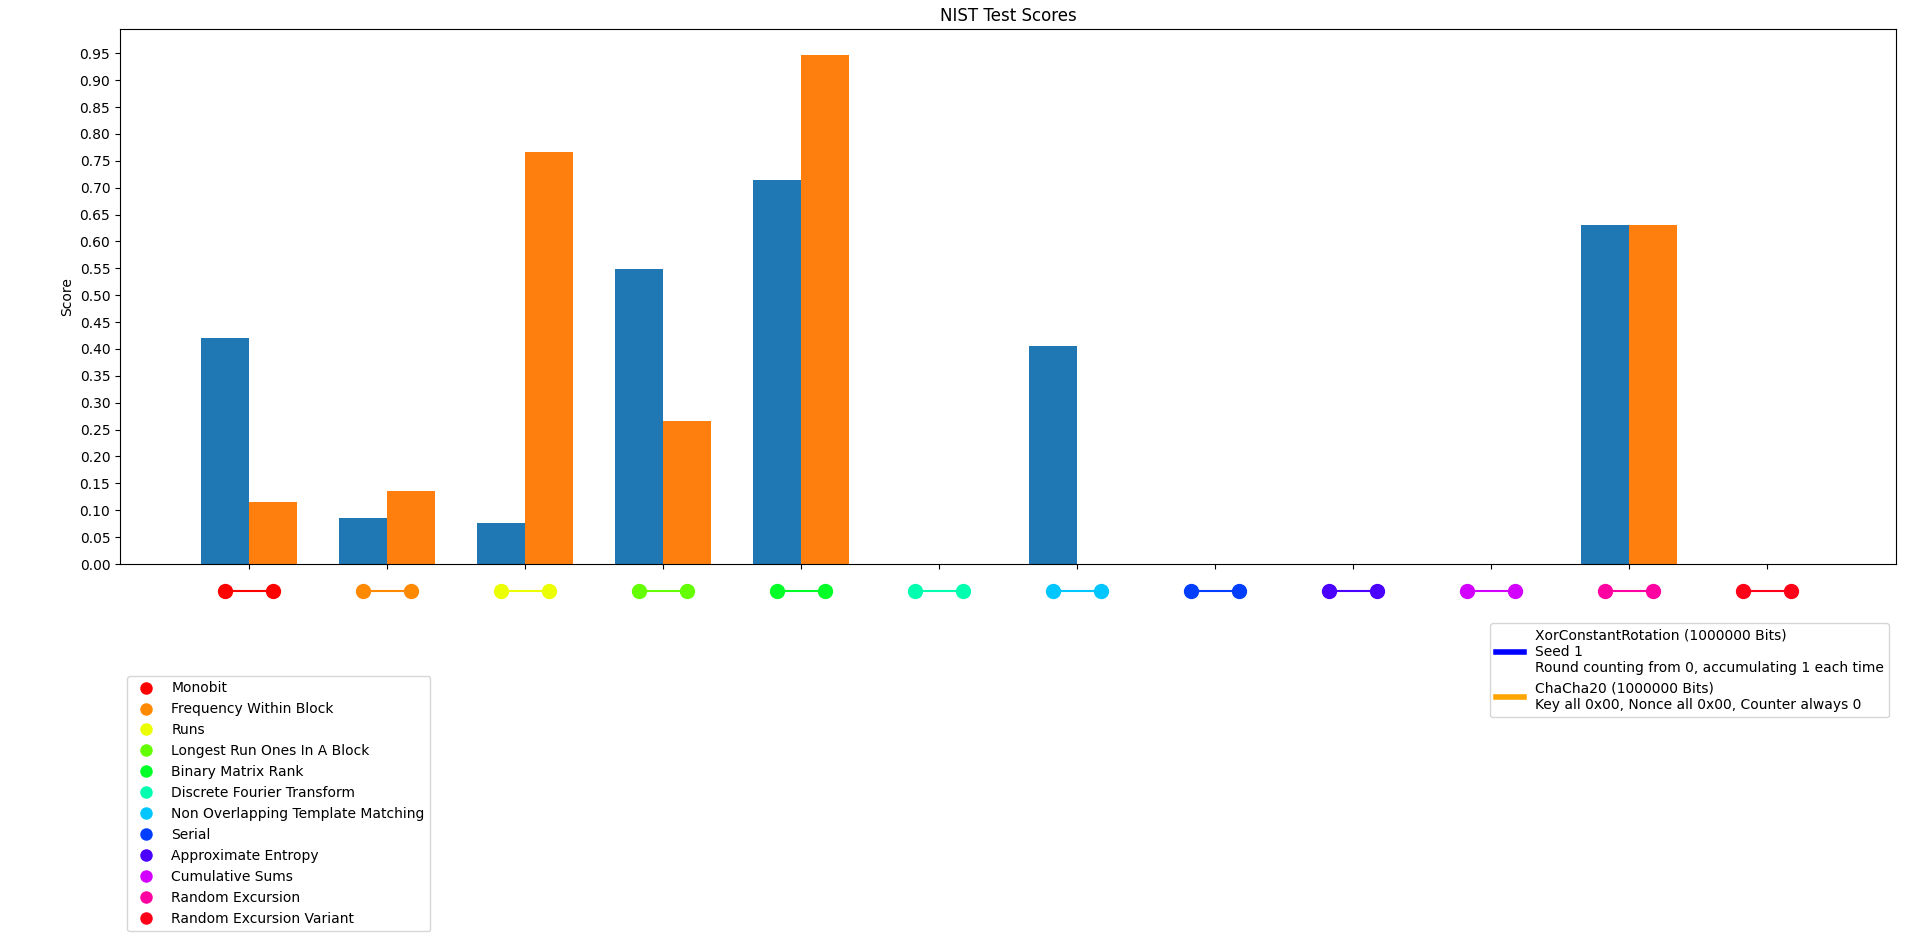 NIST Test Scores
0.95
0.90
0.85
0.80
0.75
0.70
0.65
0.60
0.55
0.50
0.45
0.40
0.35
0.30
0.25
0.20
0.15
0.10
0.05
0.00
Score
XorConstantRotation (1000000 Bits)
Seed 1
Round counting from 0, accumulating 1 each time
ChaCha20 (1000000 Bits)
Key all 0x00, Nonce all 0x00, Counter always 0
Monobit
Frequency Within Block
Runs
Longest Run Ones In A Block
Binary Matrix Rank
Discrete Fourier Transform
Non Overlapping Template Matching
Serial
Approximate Entropy
Cumulative Sums
Random Excursion
Random Excursion Variant